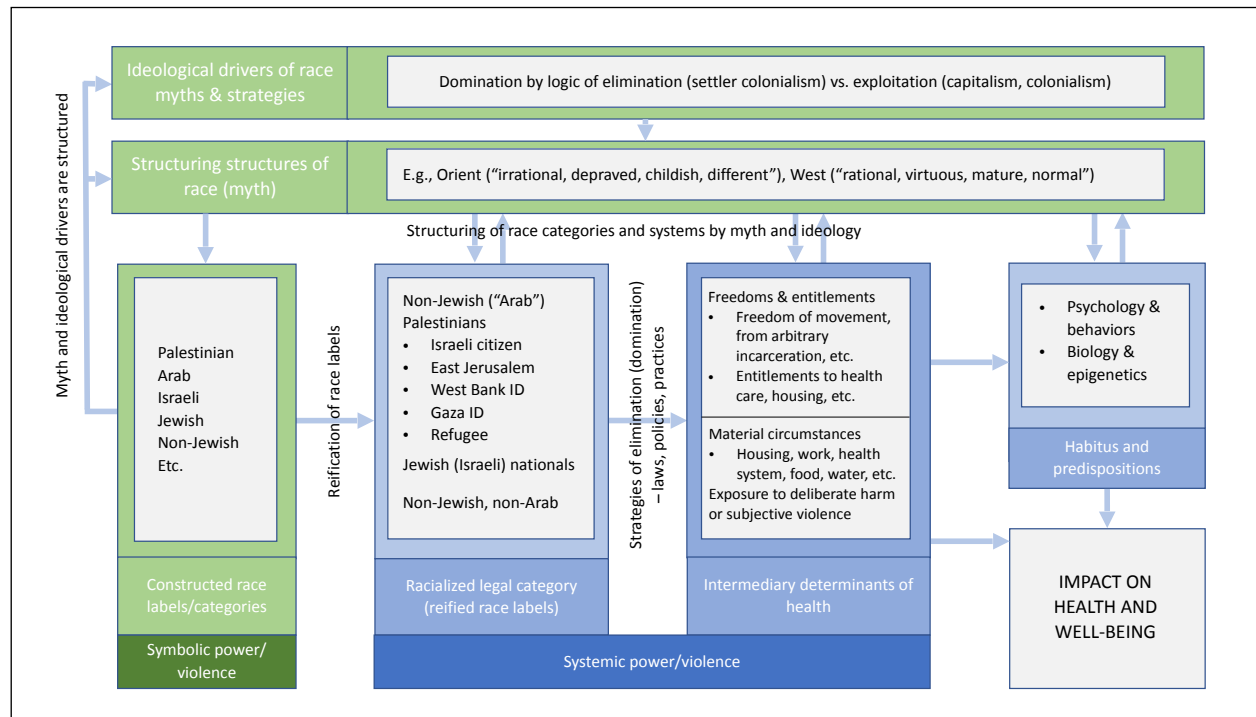 Ideological drivers of race
myths & strategies
Domination by logic of elimination (settler colonialism) vs. exploitation (capitalism, colonialism)
Myth and ideological drivers are structured
Structuring structures of
race (myth)
E.g., Orient (“irrational, depraved, childish, different”), West (“rational, virtuous, mature, normal”)
Structuring of race categories and systems by myth and ideology
Palestinian
Arab
Israeli
Jewish
Non-Jewish
Etc.
Constructed race
labels/categories
Symbolic power/
violence
Reification of race labels
Non-Jewish (“Arab”)
Palestinians
• Israeli citizen
• East Jerusalem
• West Bank ID
• Gaza ID
• Refugee
Jewish (Israeli) nationals
Non-Jewish, non-Arab
Racialized legal category
(reified race labels)
Strategies of elimination (domination)
– laws, policies, practices
Freedoms & entitlements
• Freedom of movement,
from arbitrary
incarceration, etc.
• Entitlements to health
care, housing, etc.
Material circumstances
• Housing, work, health
system, food, water, etc.
Exposure to deliberate harm
or subjective violence
Intermediary determinants of
health
Systemic power/violence
• Psychology &
behaviors
• Biology &
epigenetics
Habitus and
predispositions
IMPACT ON
HEALTH AND
WELL-BEING